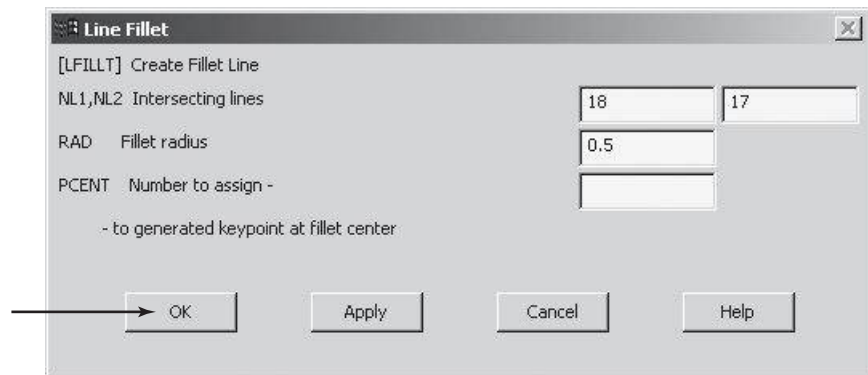 Line Fillet
[LFILLT] Create Fillet Line
NL1,NL2 Intersecting lines 18 17
RAD Fillet radius 0.5
PCENT Number to assign -
- to generated keypoint at fillet center
OK Apply Cancel Help